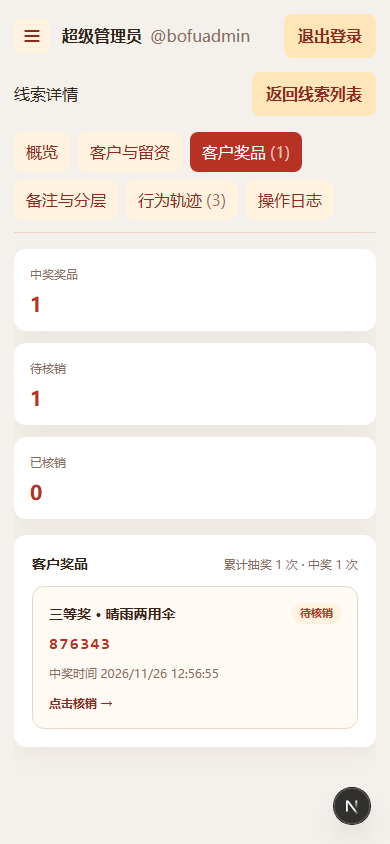 超级管理员 @bofuadmin 退出登录
线索详情 返回线索列表
概览 客户与留资 客户奖品 (1)
备注与分层 行为轨迹 (3) 操作日志
中奖奖品
1
待核销
1
已核销
0
客户奖品 累计抽奖 1 次 · 中奖 1 次
三等奖 • 晴雨两用伞 待核销
876343
中奖时间 2026/11/26 12:56:55
点击核销 →
N